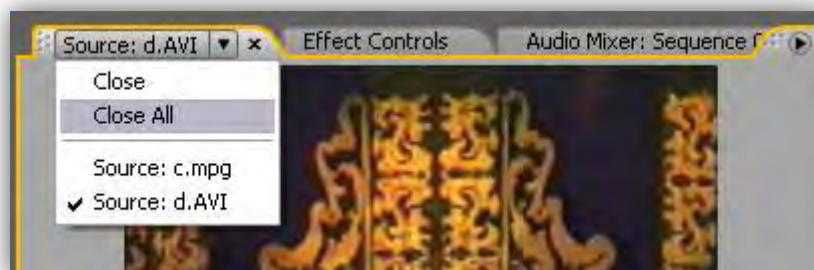 Source: d.AVI Effect Controls Audio Mixer: Sequence
Close
Close All
Source: c.mpg
Source: d.AVI